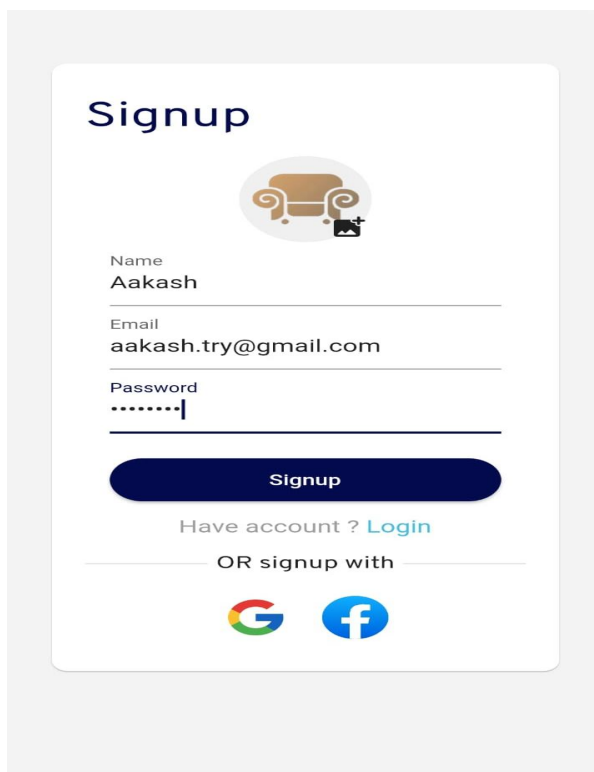 Signup
Name
Aakash
Email
aakash.try@gmail.com
Password
••••••••
Signup
Have account ? Login
OR signup with